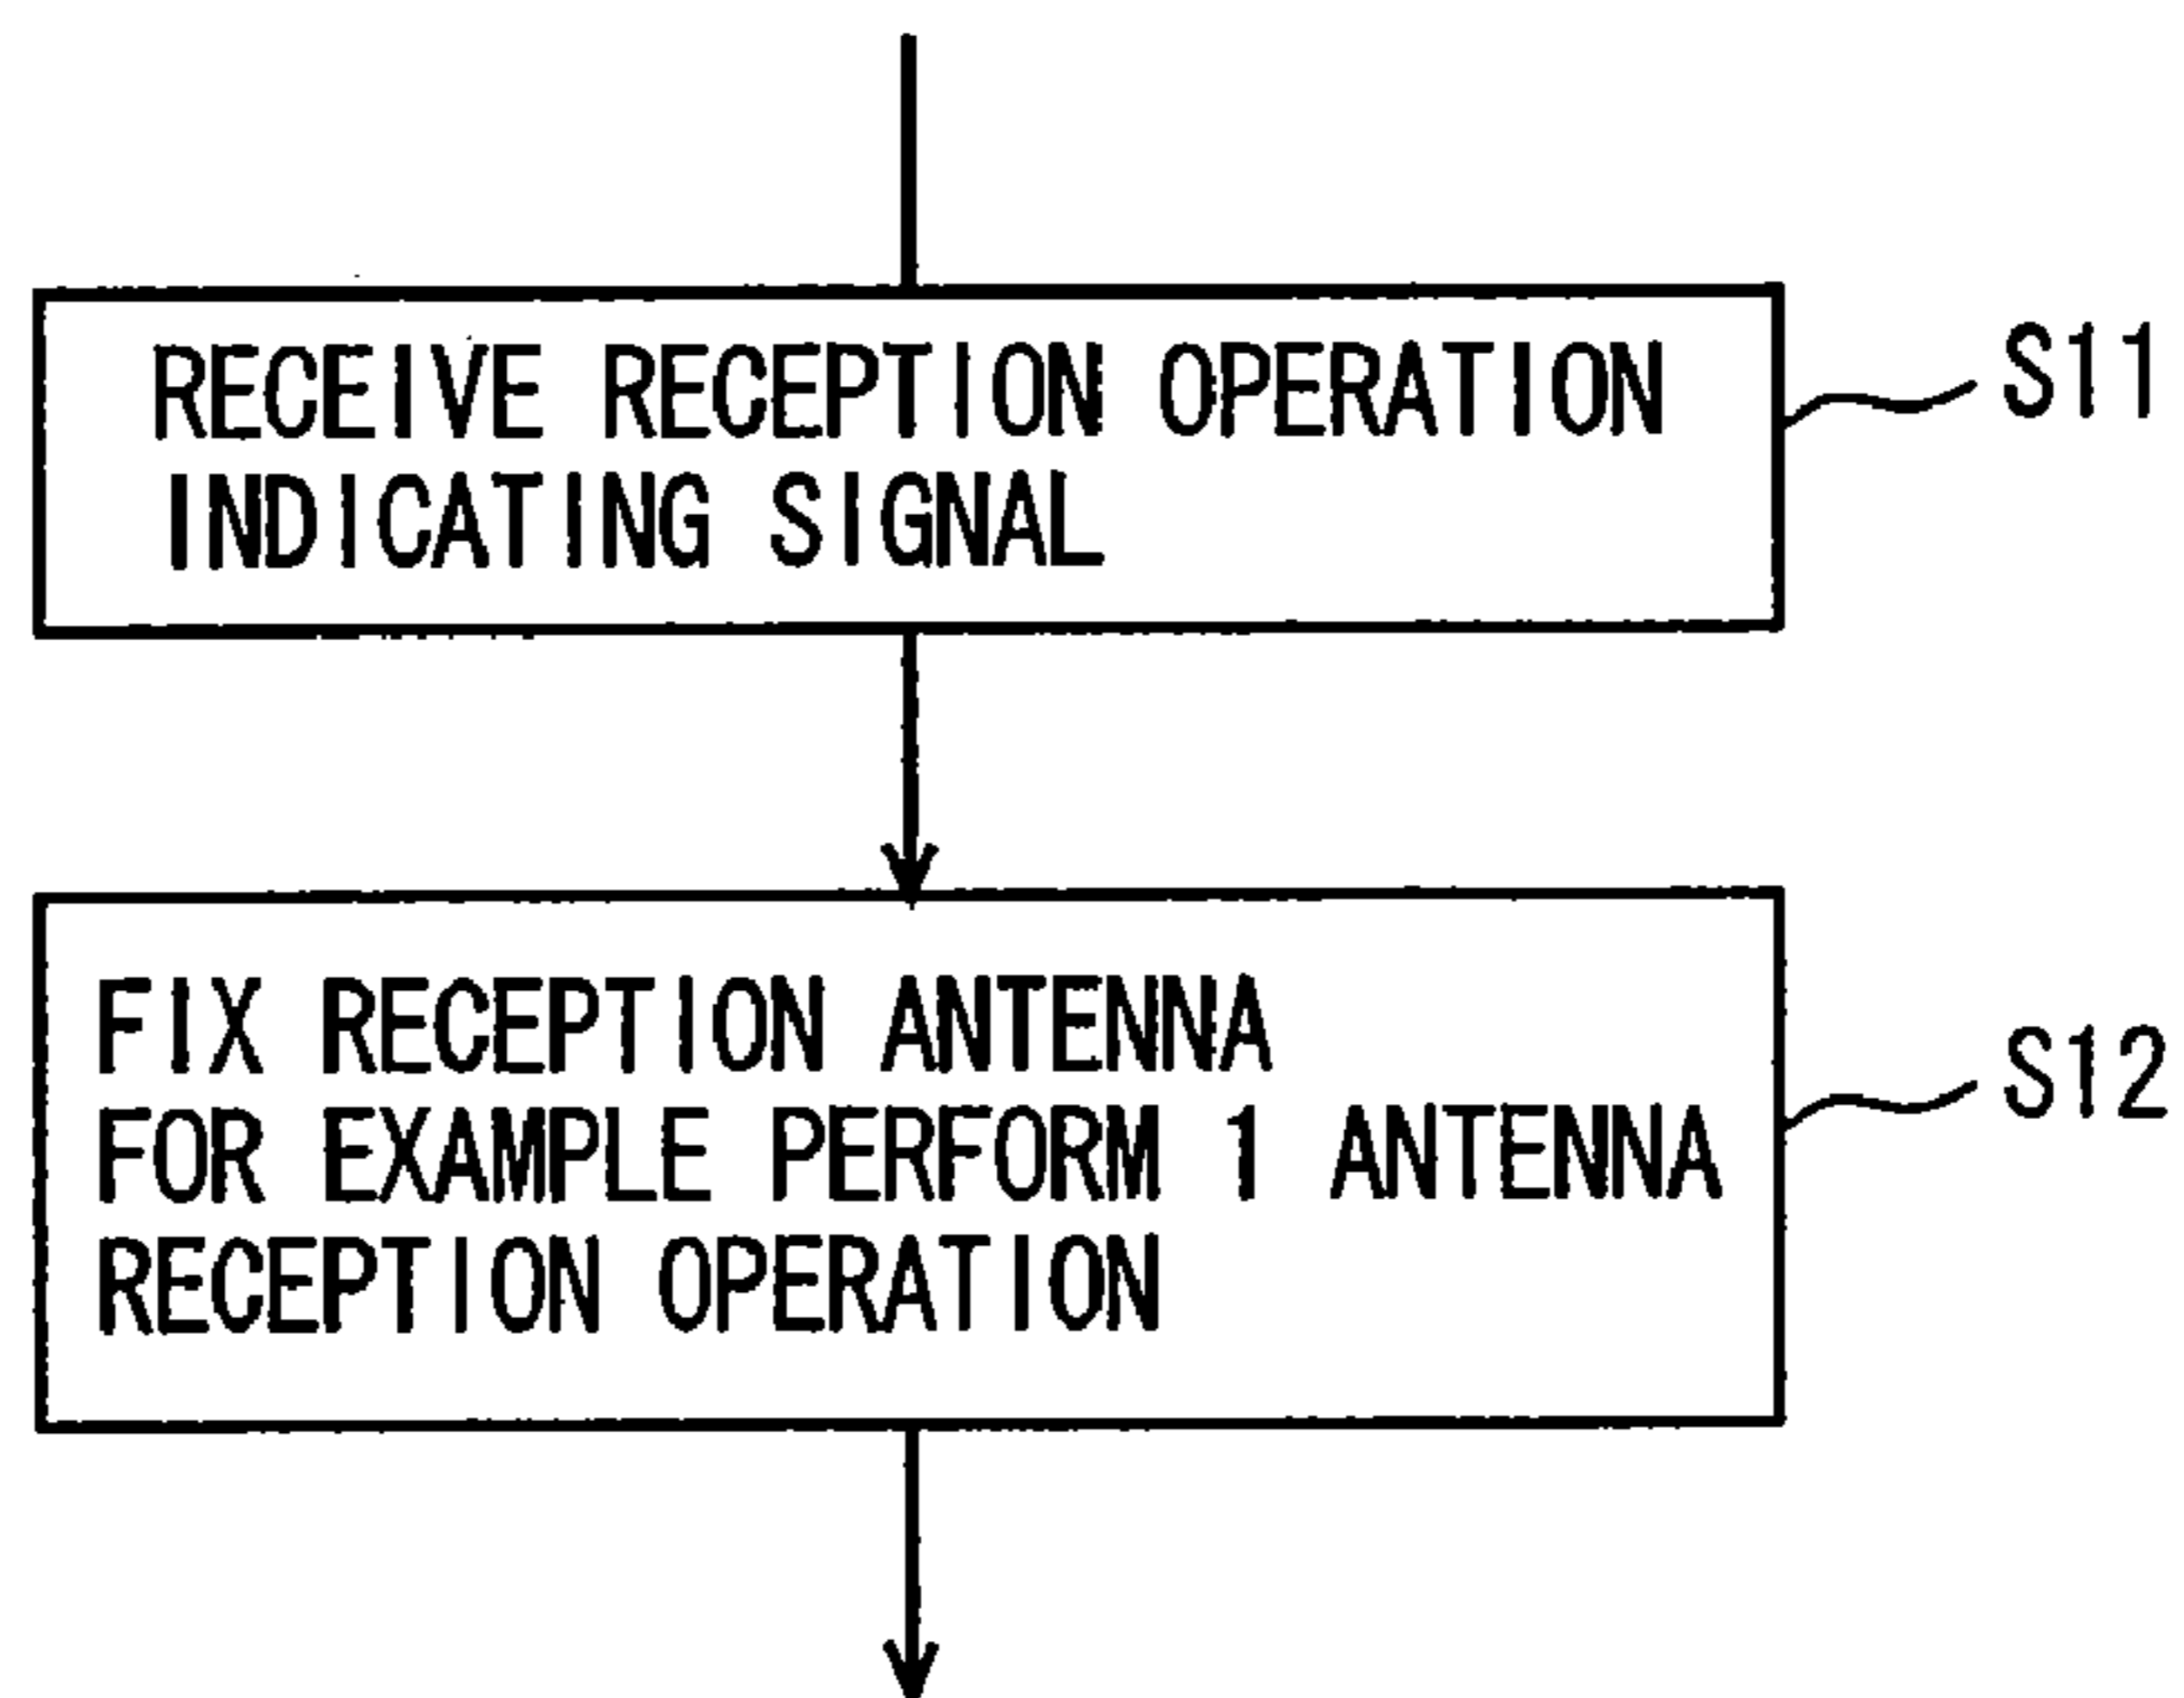 RECEIVE RECEPTION OPERATION
INDICATING SIGNAL
S11
FIX RECEPTION ANTENNA
FOR EXAMPLE PERFORM 1 ANTENNA
RECEPTION OPERATION
S12